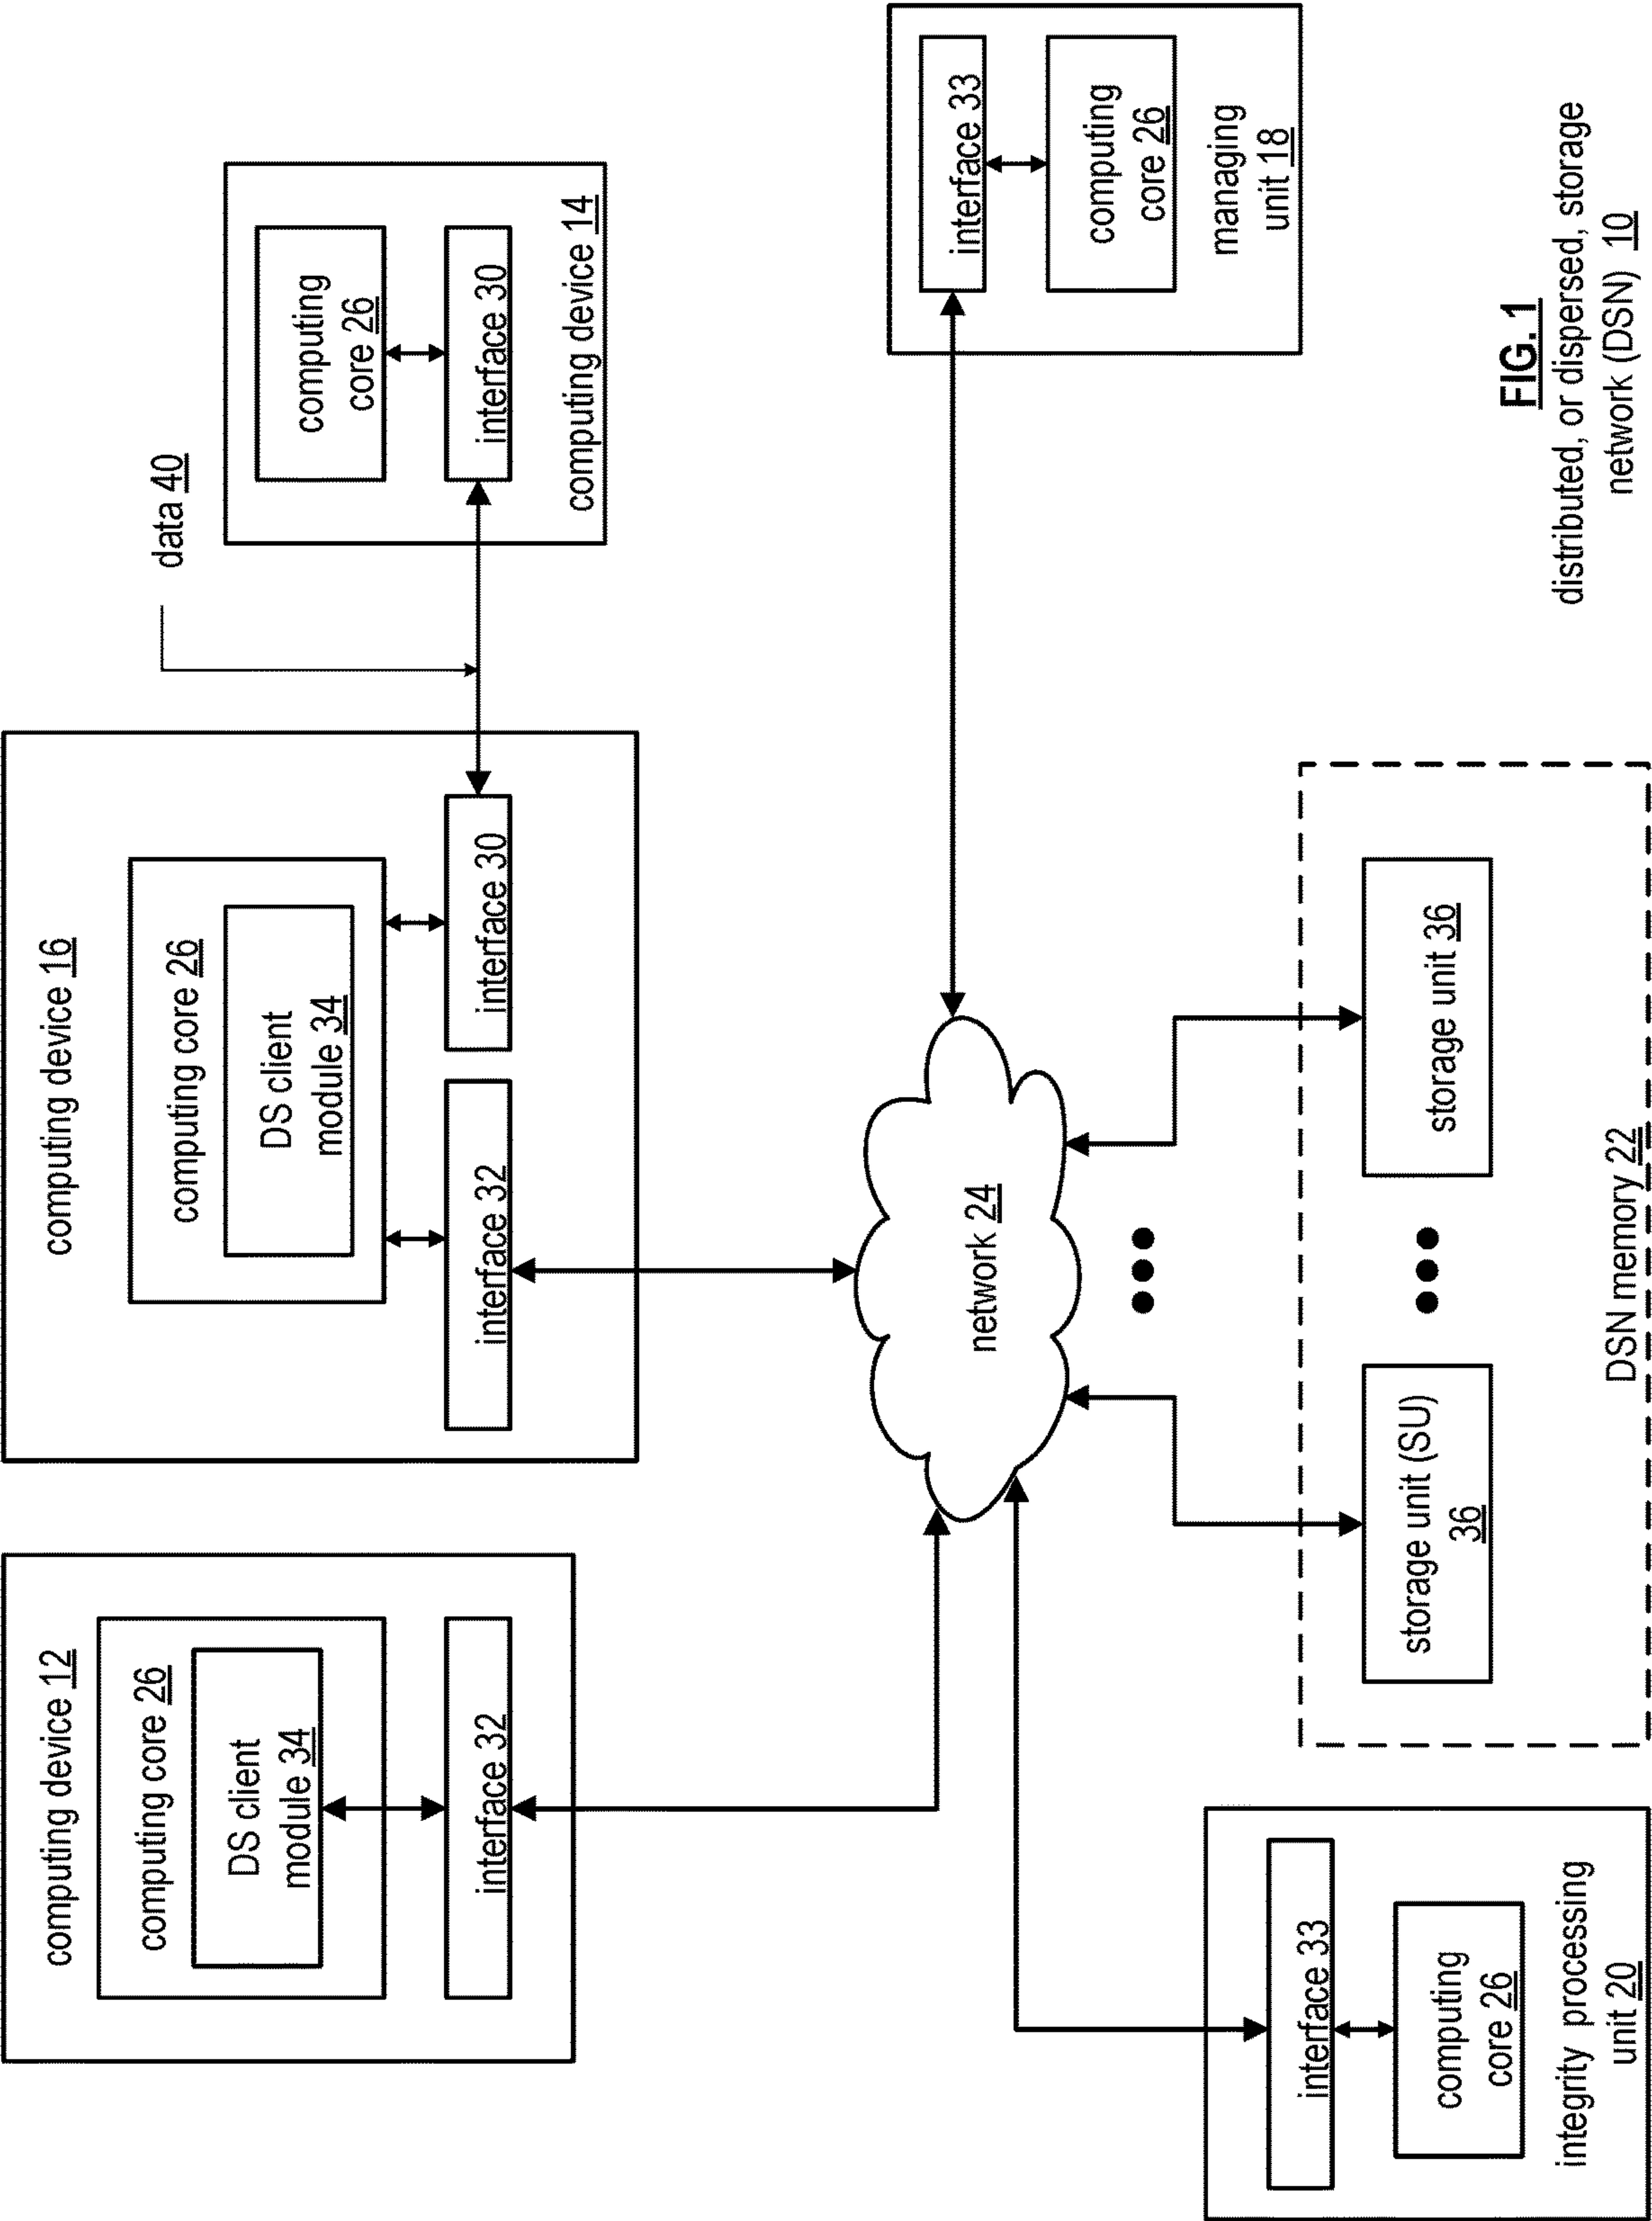 computing device 12
computing core 26
DS client
module 34
interface 32
computing device 16
computing core 26
DS client
module 34
interface 32
interface 30
data 40
computing
core 26
interface 30
computing device 14
network 24
interface 33
computing
core 26
managing
unit 18
interface 33
computing
core 26
integrity processing
unit 20
storage unit (SU)
36
storage unit 36
DSN memory 22
FIG. 1
distributed, or dispersed, storage
network (DSN) 10